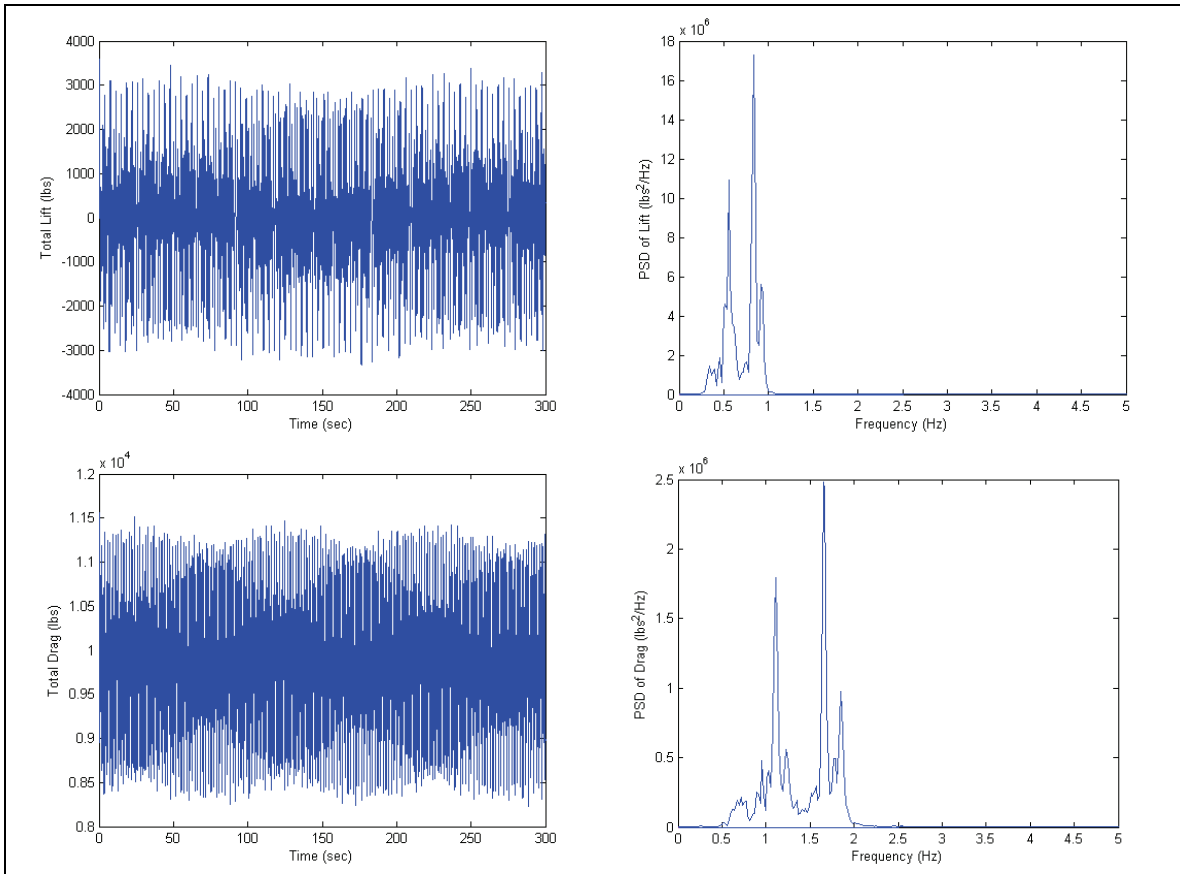 4000
3000
2000
1000
0
-1000
-2000
-3000
-4000
Total Lift (lbs)
0 50 100 150 200 250 300
Time (sec)
x 10^6
18
16
14
12
10
8
6
4
2
0
PSD of Lift (lbs²/Hz)
0 0.5 1 1.5 2 2.5 3 3.5 4 4.5 5
Frequency (Hz)
x 10^4
1.2
1.15
1.1
1.05
1
0.95
0.9
0.85
0.8
Total Drag (lbs)
0 50 100 150 200 250 300
Time (sec)
x 10^6
2.5
2
1.5
1
0.5
0
PSD of Drag (lbs²/Hz)
0 0.5 1 1.5 2 2.5 3 3.5 4 4.5 5
Frequency (Hz)